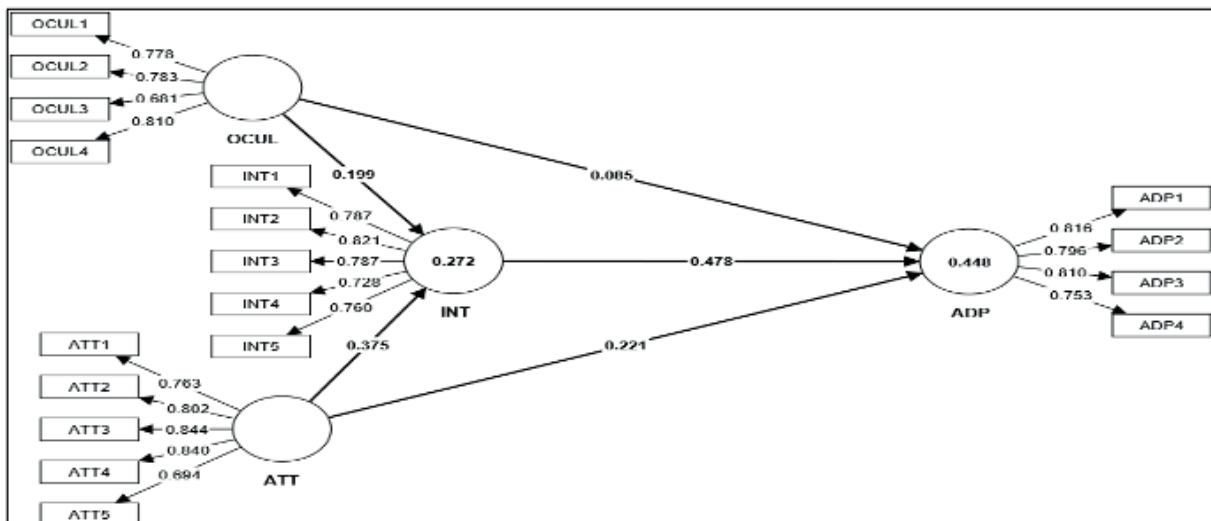 OCUL1
0.778
OCUL2
0.783
OCUL3
0.681
OCUL4
0.810
OCUL
0.199
0.085
INT1
0.787
INT2
0.821
INT3
0.787
INT4
0.728
INT5
0.760
0.272
INT
0.478
0.375
0.221
ADP1
0.816
ADP2
0.796
ADP3
0.810
ADP4
0.753
0.448
ADP
ATT1
0.763
ATT2
0.802
ATT3
0.844
ATT4
0.840
ATT5
0.694
ATT